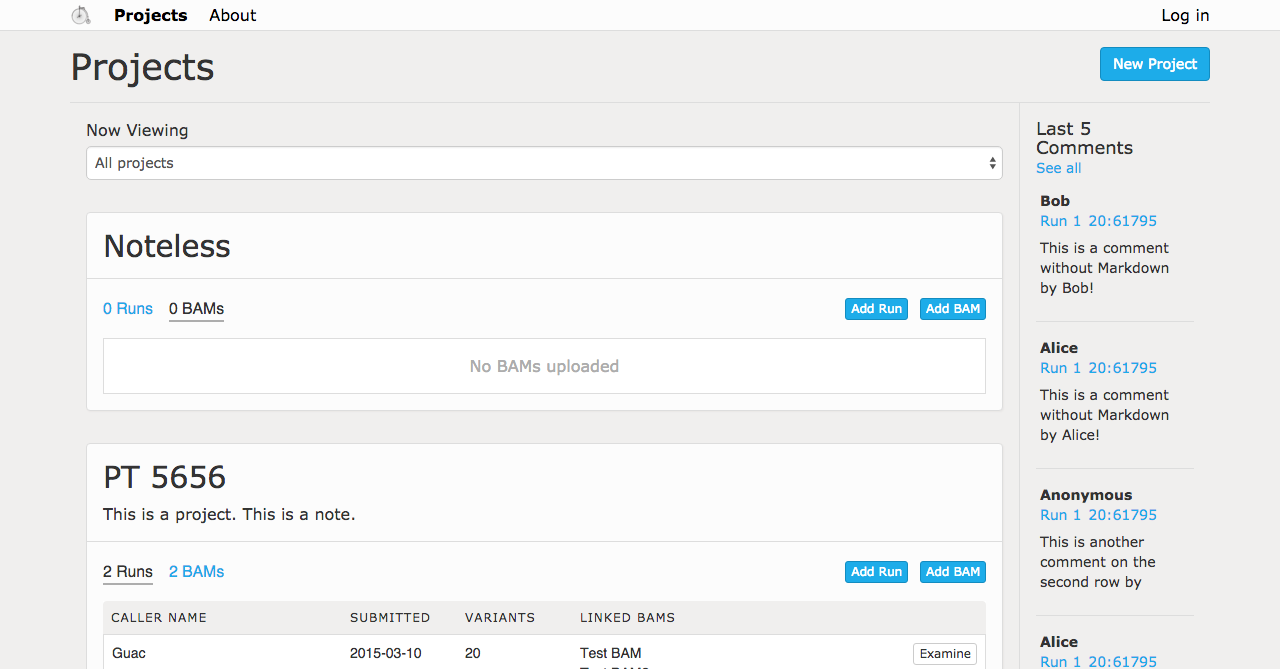 Projects About Log in
Projects
New Project
Now Viewing
All projects
Noteless
0 Runs 0 BAMs Add Run Add BAM
No BAMs uploaded
PT 5656
This is a project. This is a note.
2 Runs 2 BAMs Add Run Add BAM
CALLER NAME SUBMITTED VARIANTS LINKED BAMS
Guac 2015-03-10 20 Test BAM Examine
Last 5
Comments
See all
Bob
Run 1 20:61795
This is a comment
without Markdown
by Bob!
Alice
Run 1 20:61795
This is a comment
without Markdown
by Alice!
Anonymous
Run 1 20:61795
This is another
comment on the
second row by
Alice
Run 1 20:61795